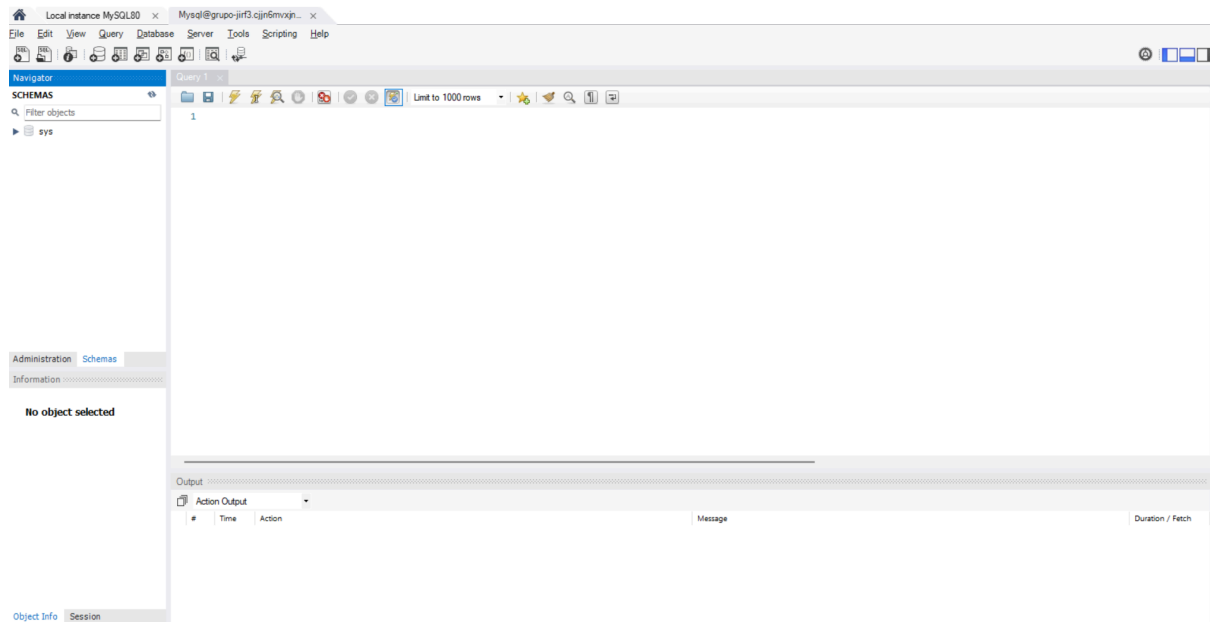 Local instance MySQL80 × Mysql@grupo-jirf3.cjjn6mvxjn... ×
File Edit View Query Database Server Tools Scripting Help
Navigator
Query 1 ×
SCHEMAS
Limit to 1000 rows
Filter objects
1
sys
Administration Schemas
Information
No object selected
Output
Action Output
# Time Action Message Duration / Fetch
Object Info Session